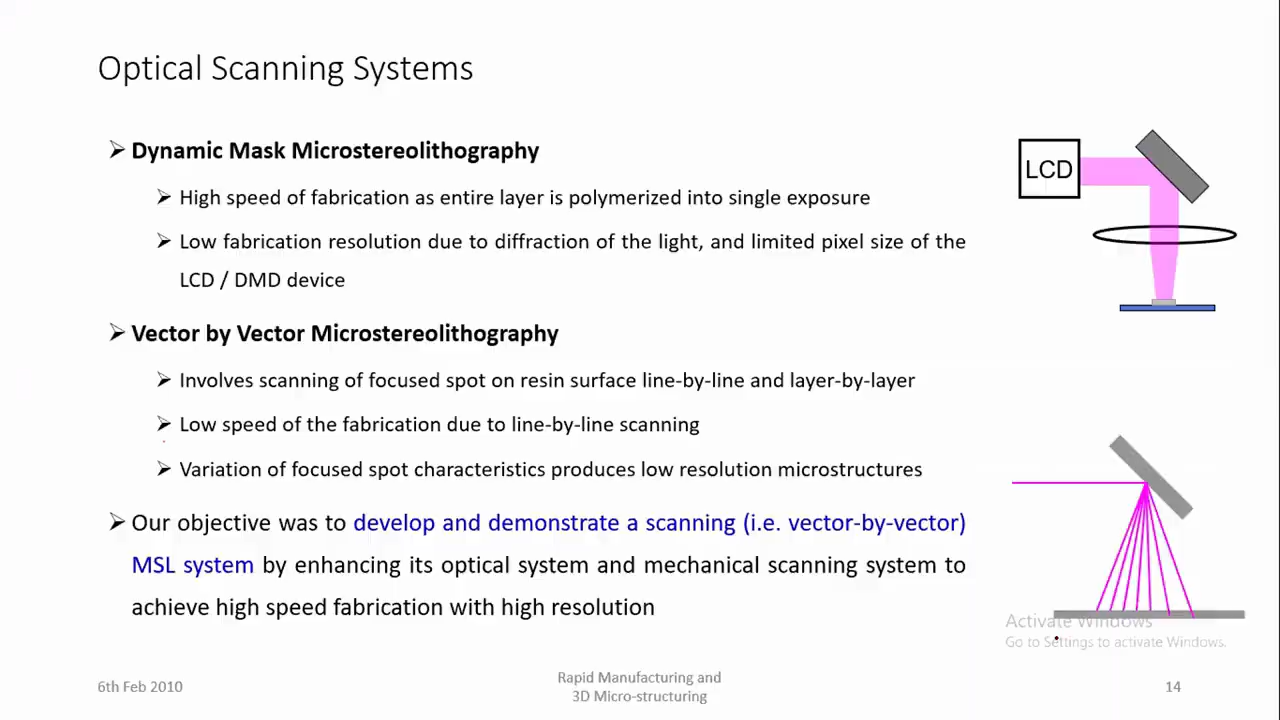 Optical Scanning Systems
➢ Dynamic Mask Microstereolithography
➢ High speed of fabrication as entire layer is polymerized into single exposure
➢ Low fabrication resolution due to diffraction of the light, and limited pixel size of the
LCD / DMD device
➢ Vector by Vector Microstereolithography
➢ Involves scanning of focused spot on resin surface line-by-line and layer-by-layer
➢ Low speed of the fabrication due to line-by-line scanning
➢ Variation of focused spot characteristics produces low resolution microstructures
➢ Our objective was to develop and demonstrate a scanning (i.e. vector-by-vector)
MSL system by enhancing its optical system and mechanical scanning system to
achieve high speed fabrication with high resolution
LCD
Activate Windows
Go to Settings to activate Windows.
6th Feb 2010
Rapid Manufacturing and
3D Micro-structuring
14